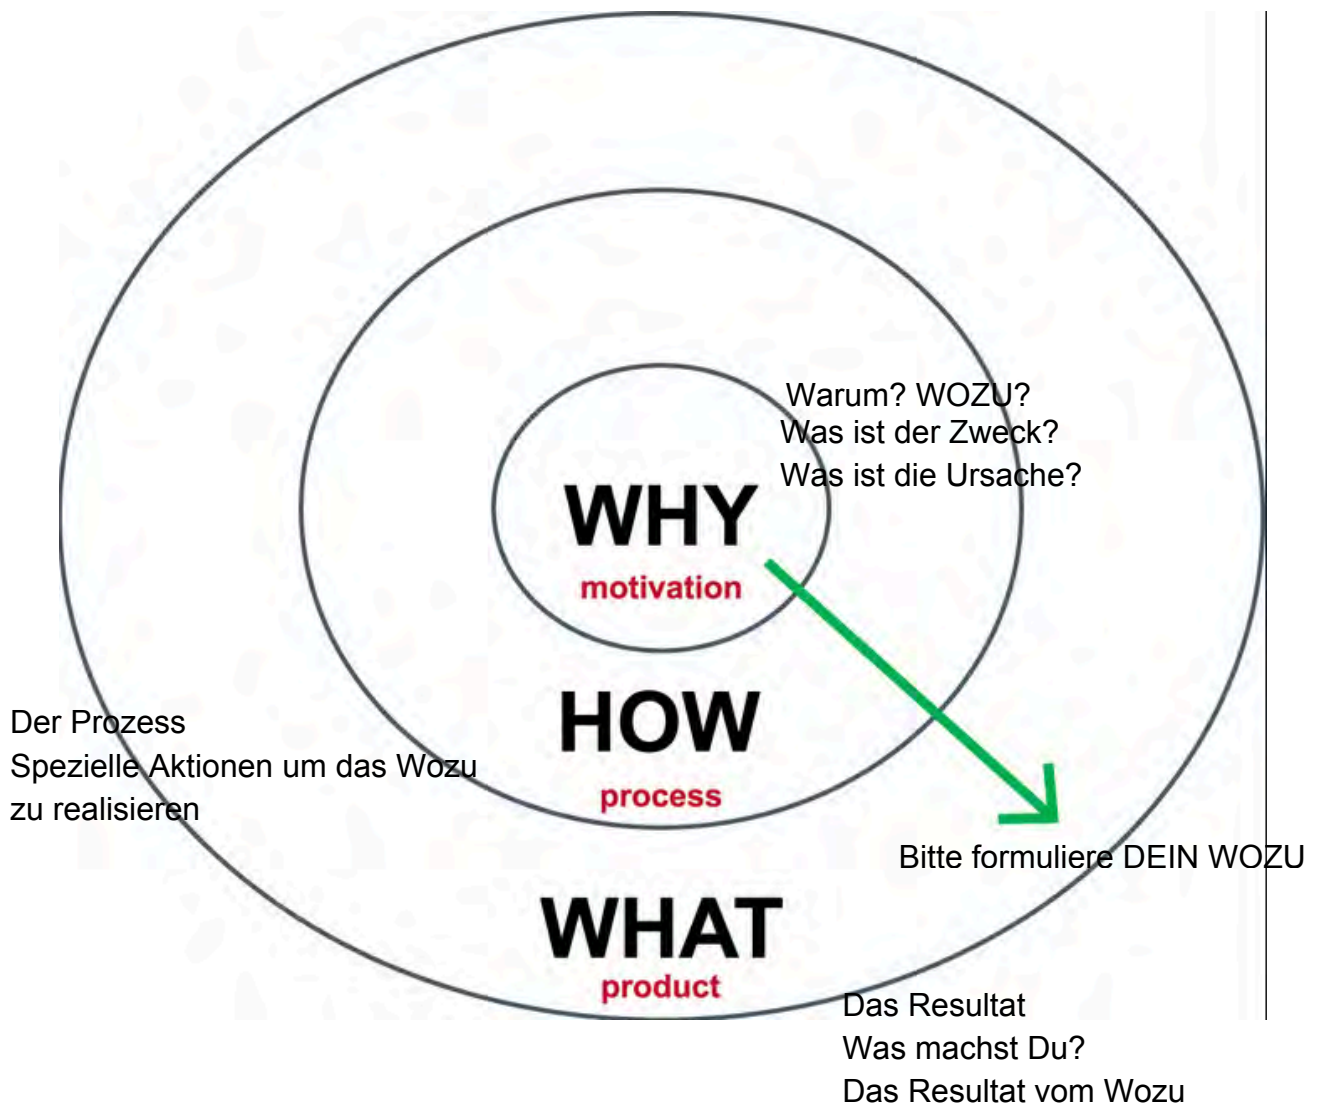 Warum? WOZU?
Was ist der Zweck?
Was ist die Ursache?
WHY
motivation
HOW
process
Der Prozess
Spezielle Aktionen um das Wozu
zu realisieren
Bitte formuliere DEIN WOZU
WHAT
product
Das Resultat
Was machst Du?
Das Resultat vom Wozu